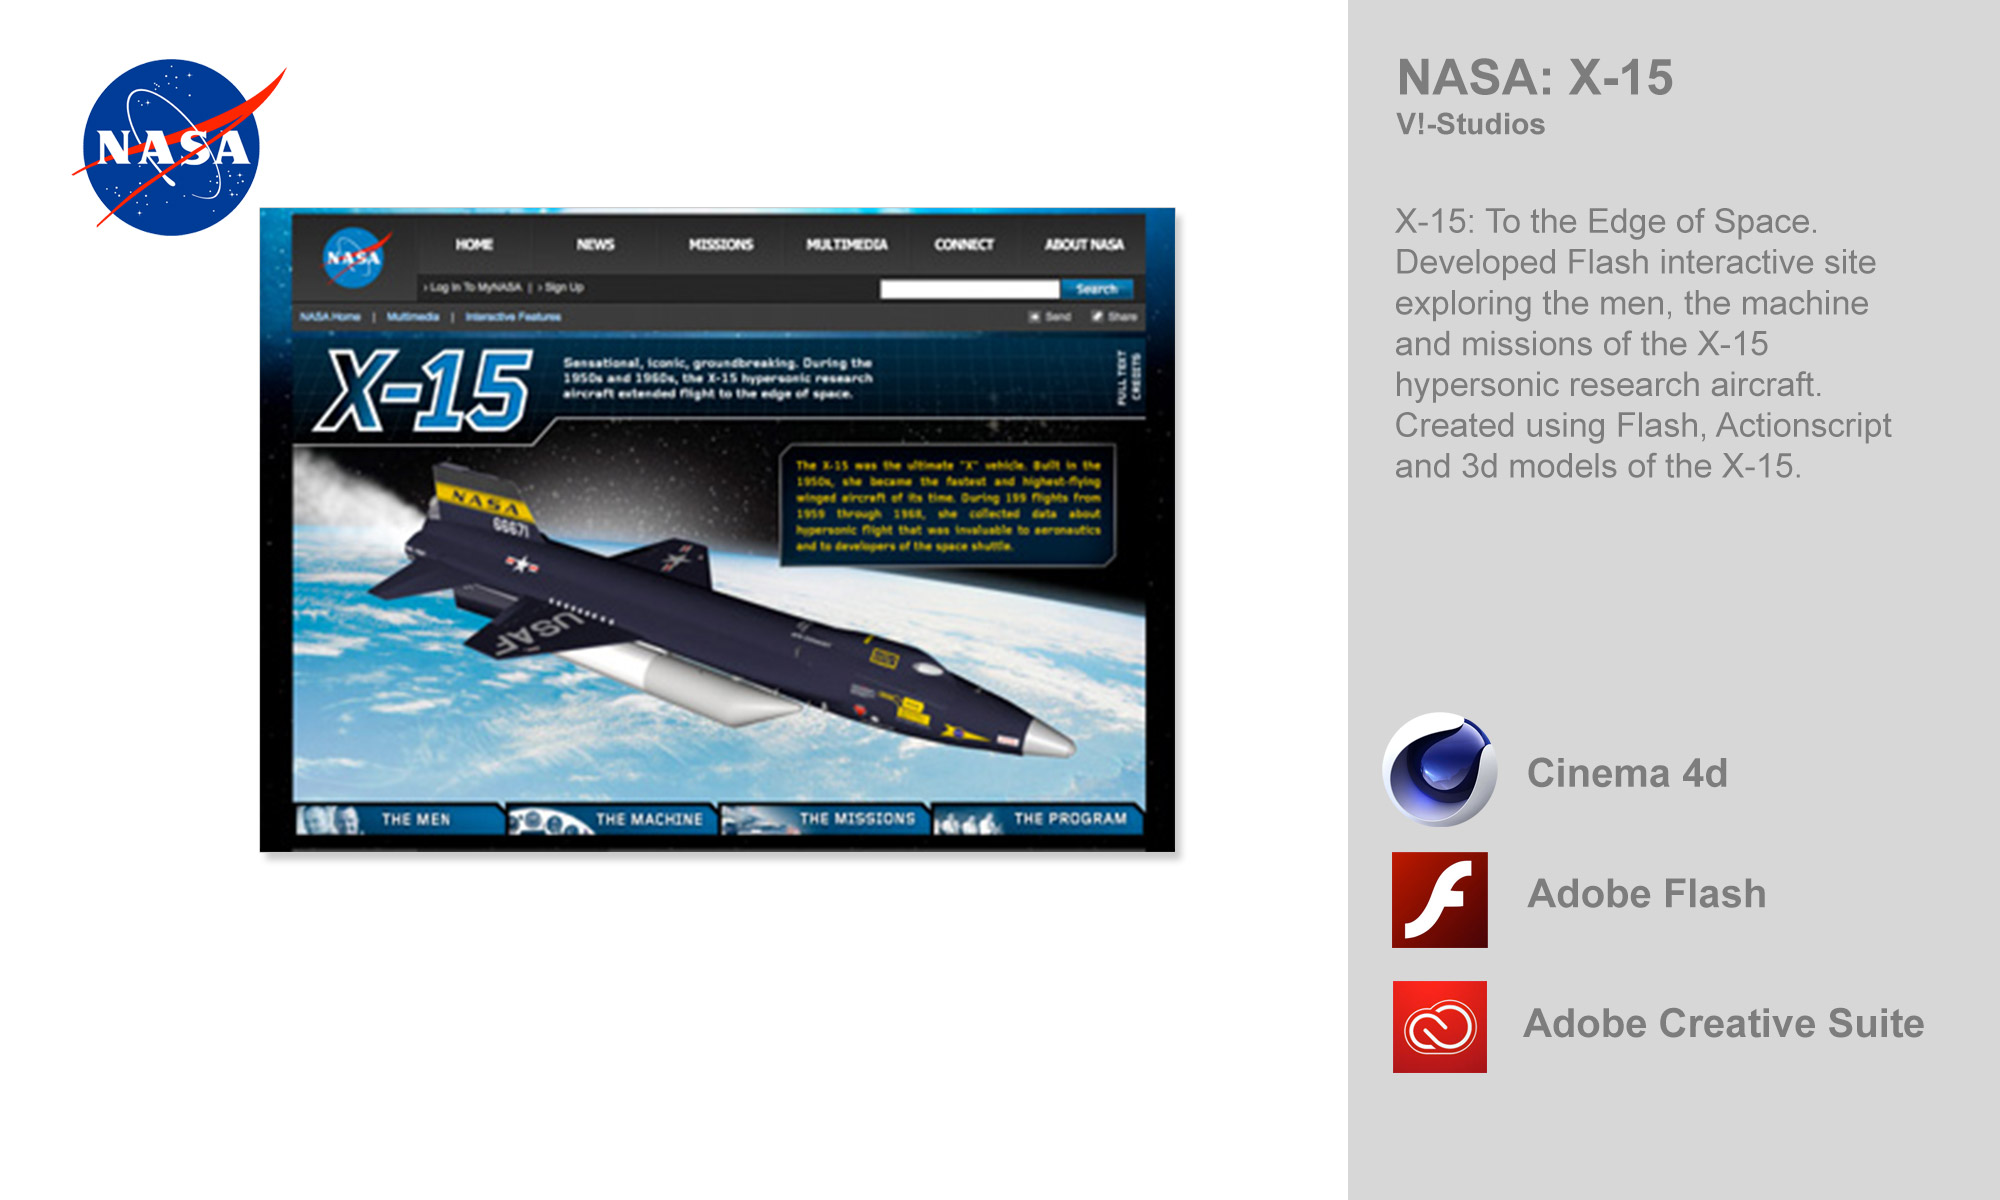 NASA
NASA: X-15
V!-Studios
X-15: To the Edge of Space.
Developed Flash interactive site
exploring the men, the machine
and missions of the X-15
hypersonic research aircraft.
Created using Flash, Actionscript
and 3d models of the X-15.
NASA
HOME NEWS MISSIONS MULTIMEDIA CONNECT ABOUT NASA
› Log In To MyNASA | › Sign Up
Search
NASA Home | Multimedia | Interactive Features
Send Share
X-15
Sensational, iconic, groundbreaking. During the
1950s and 1960s, the X-15 hypersonic research
aircraft extended flight to the edge of space.
FULL TEXT
CREDITS
The X-15 was the ultimate "X" vehicle. Built in the
1950s, she became the fastest and highest-flying
winged aircraft of its time. During 199 flights from
1959 through 1968, she collected data about
hypersonic flight that was invaluable to aeronautics
and to developers of the space shuttle.
NASA
66671
USAF
THE MEN THE MACHINE THE MISSIONS THE PROGRAM
Cinema 4d
Adobe Flash
Adobe Creative Suite